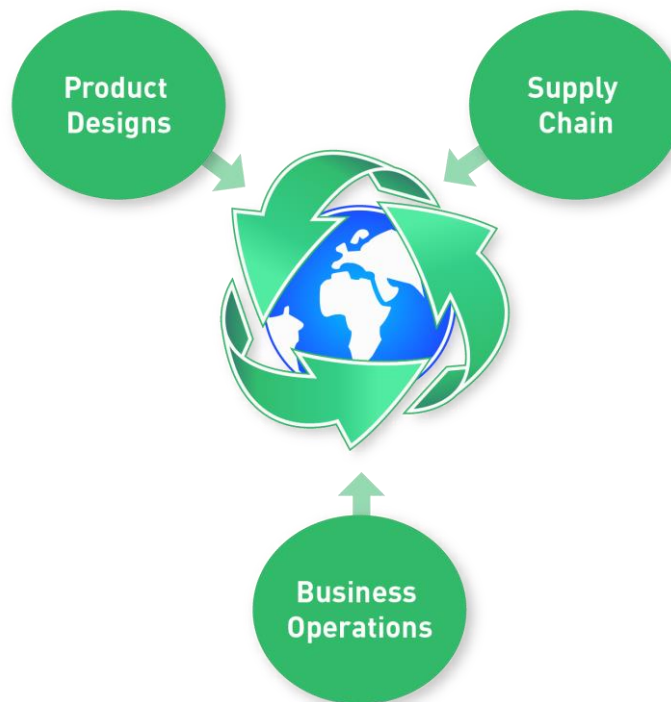 Product
Designs
Supply
Chain
Business
Operations